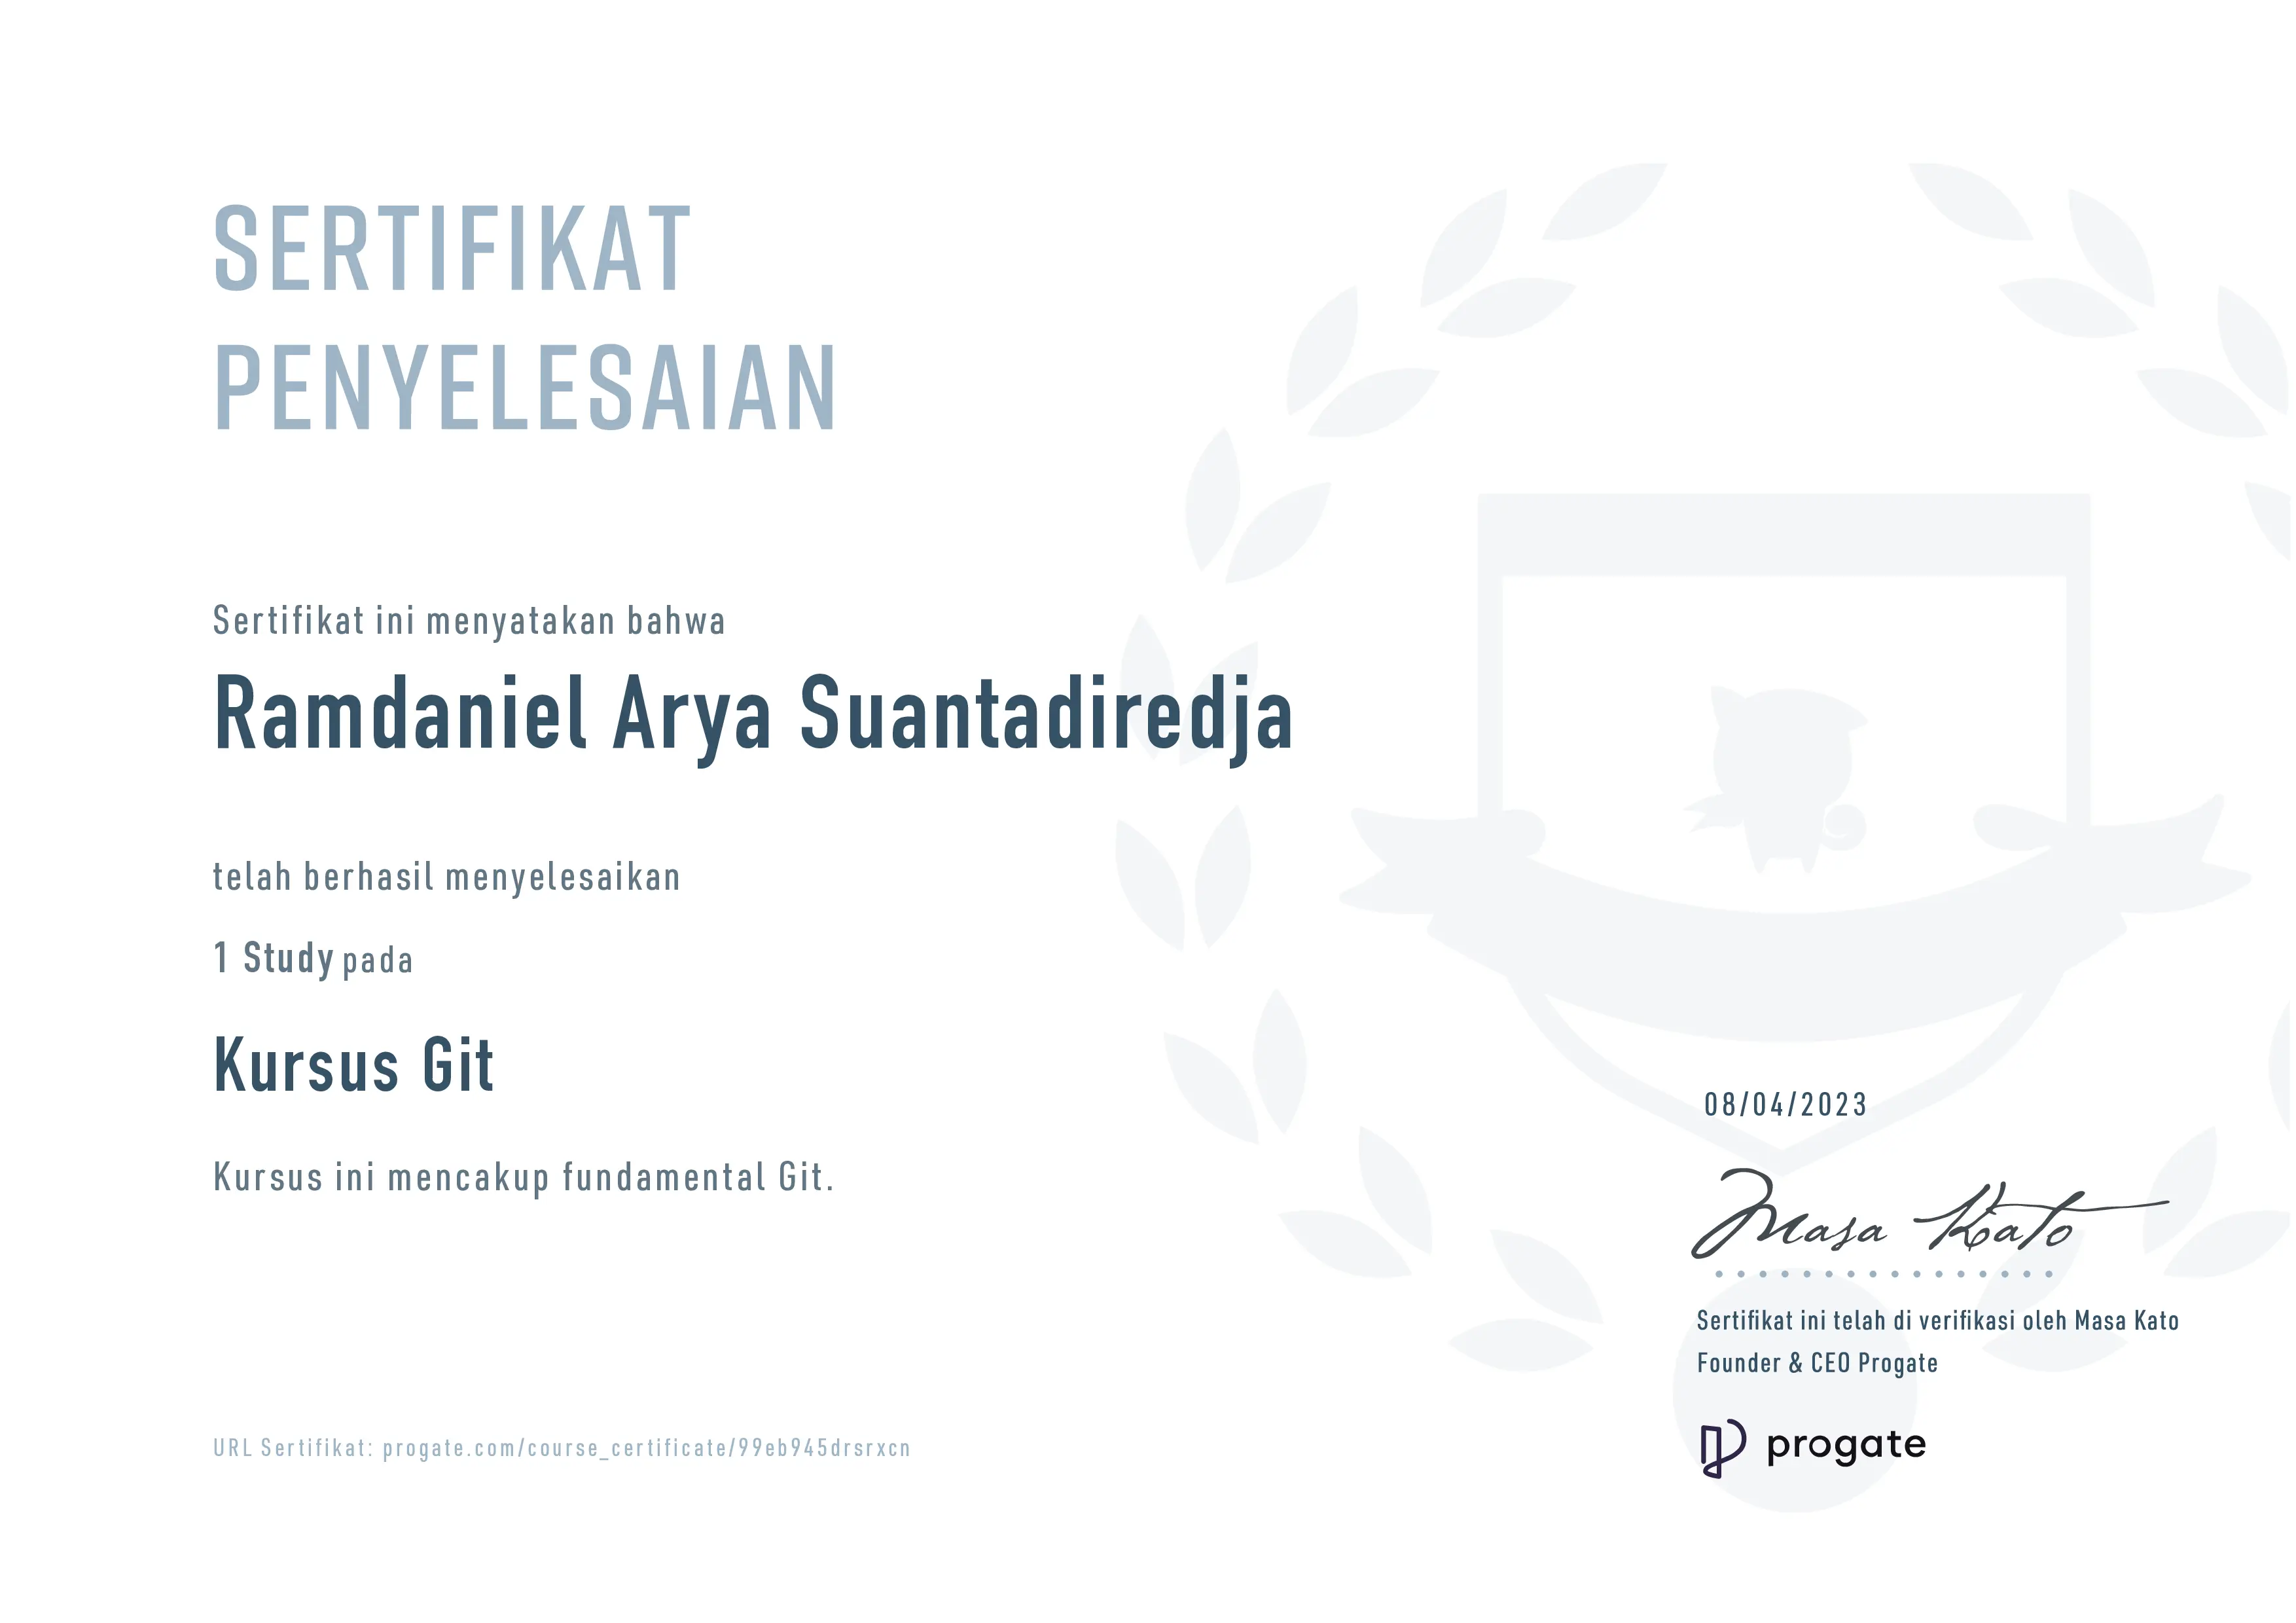 SERTIFIKAT
PENYELESAIAN
Sertifikat ini menyatakan bahwa
Ramdaniel Arya Suantadiredja
telah berhasil menyelesaikan
1 Study pada
Kursus Git
Kursus ini mencakup fundamental Git.
08/04/2023
Masa Kato
Sertifikat ini telah di verifikasi oleh Masa Kato
Founder & CEO Progate
URL Sertifikat: progate.com/course_certificate/99eb945drsrxcn
progate